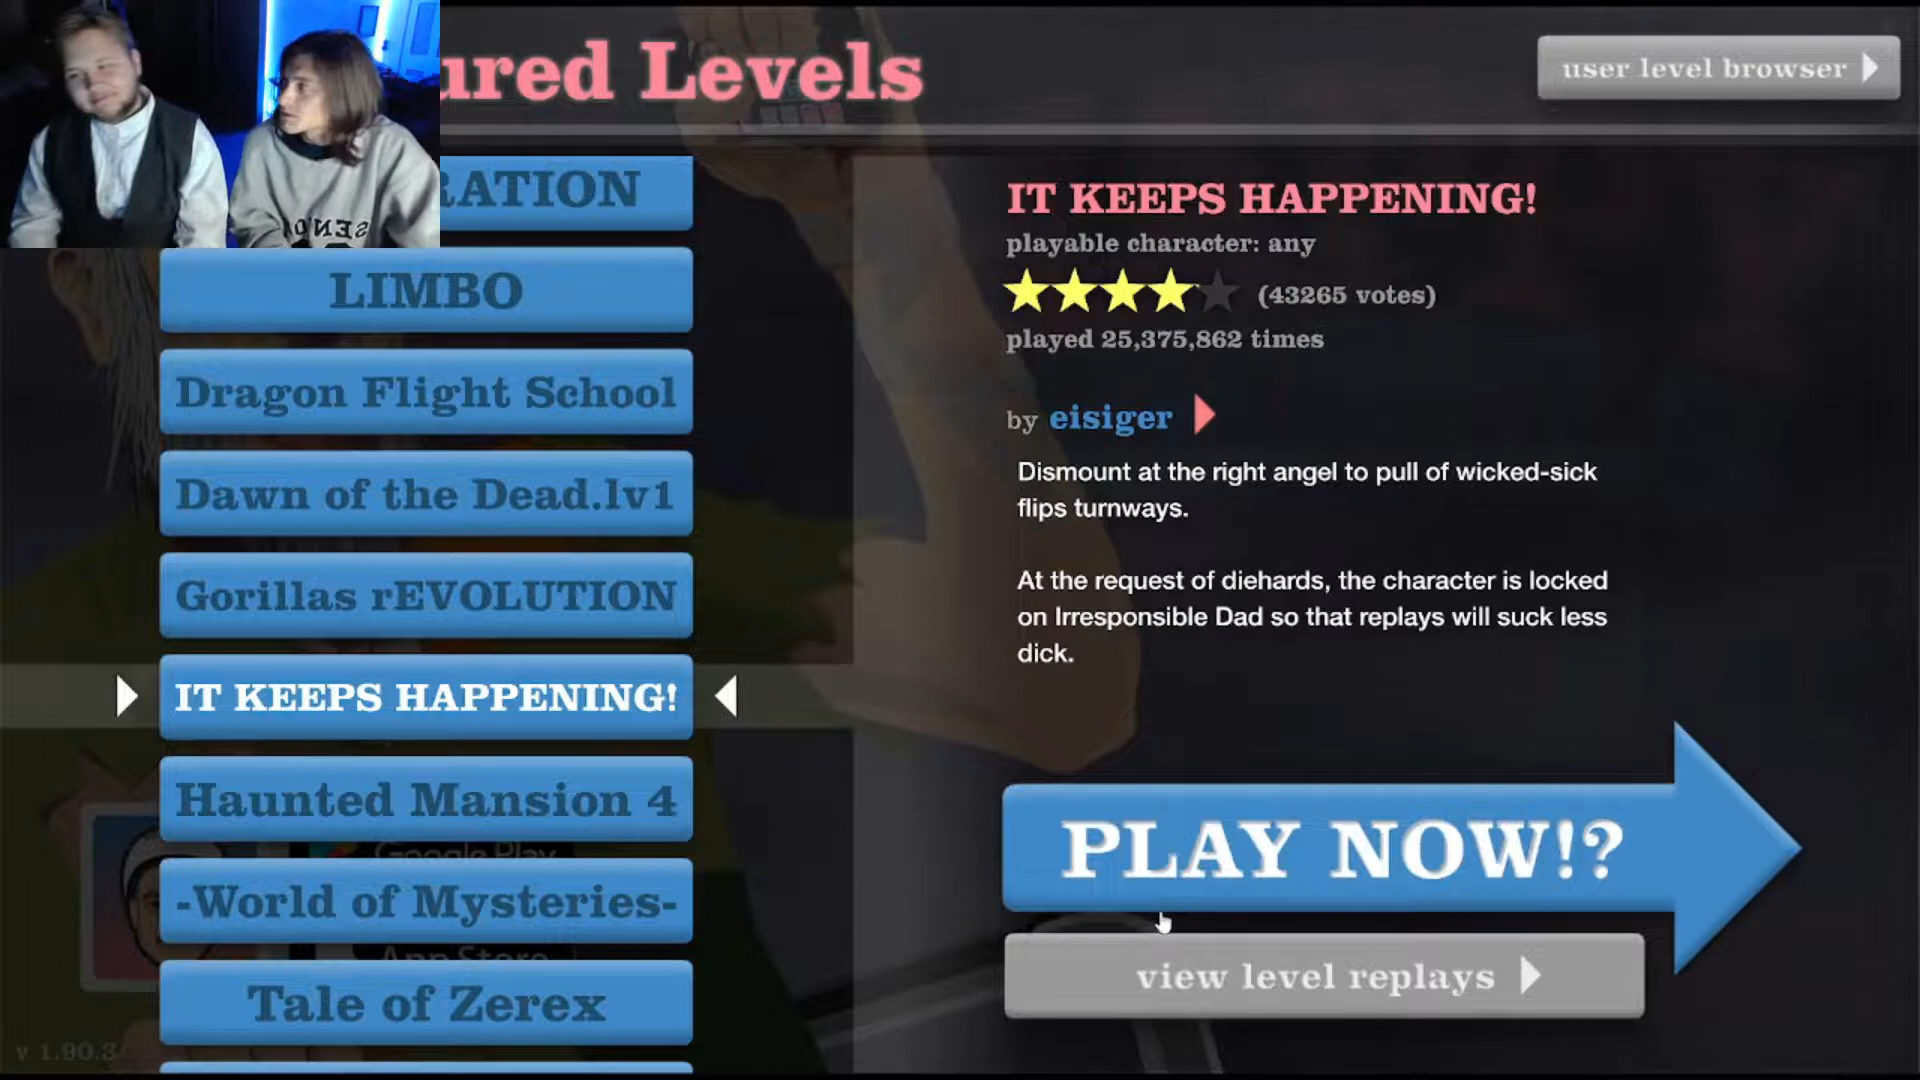 ured Levels
user level browser
RATION
LIMBO
Dragon Flight School
Dawn of the Dead.lv1
Gorillas rEVOLUTION
IT KEEPS HAPPENING!
Haunted Mansion 4
Google Play
-World of Mysteries-
App Store
Tale of Zerex
v 1.90.3
IT KEEPS HAPPENING!
playable character: any
(43265 votes)
played 25,375,862 times
by eisiger
Dismount at the right angel to pull of wicked-sick
flips turnways.
At the request of diehards, the character is locked
on Irresponsible Dad so that replays will suck less
dick.
PLAY NOW!?
view level replays